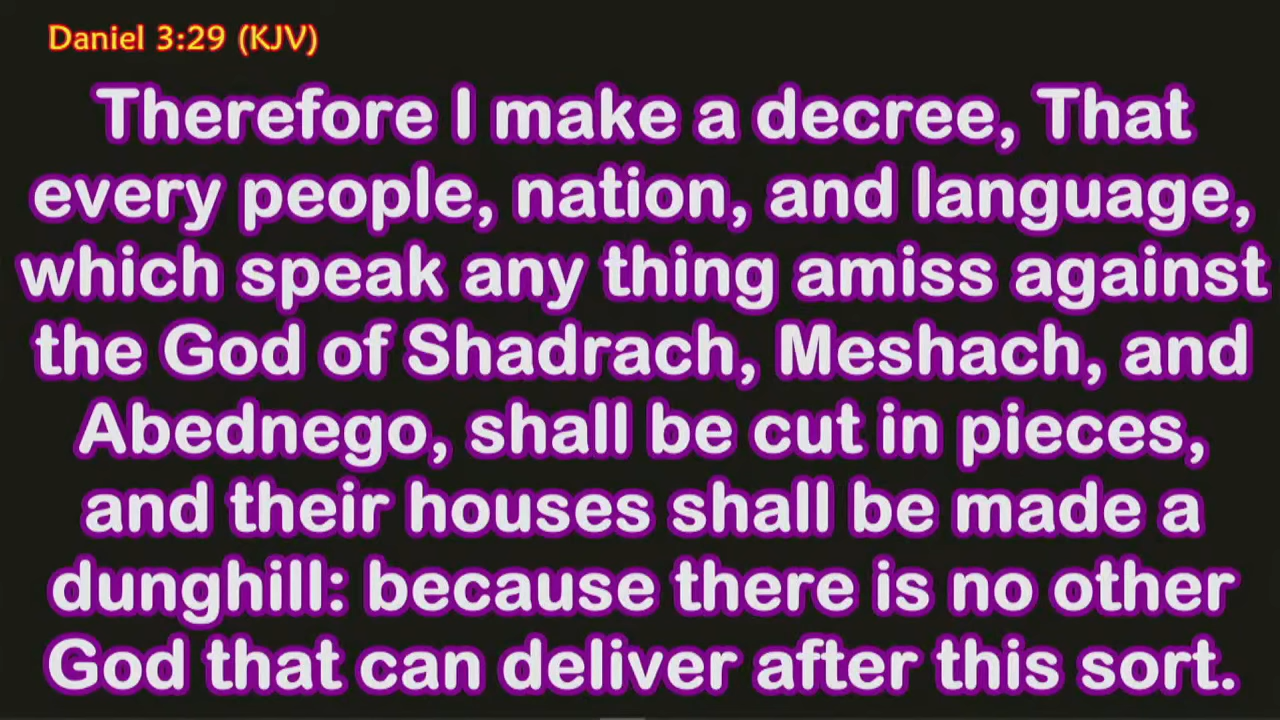 Daniel 3:29 (KJV)
Therefore I make a decree, That
every people, nation, and language,
which speak any thing amiss against
the God of Shadrach, Meshach, and
Abednego, shall be cut in pieces,
and their houses shall be made a
dunghill: because there is no other
God that can deliver after this sort.